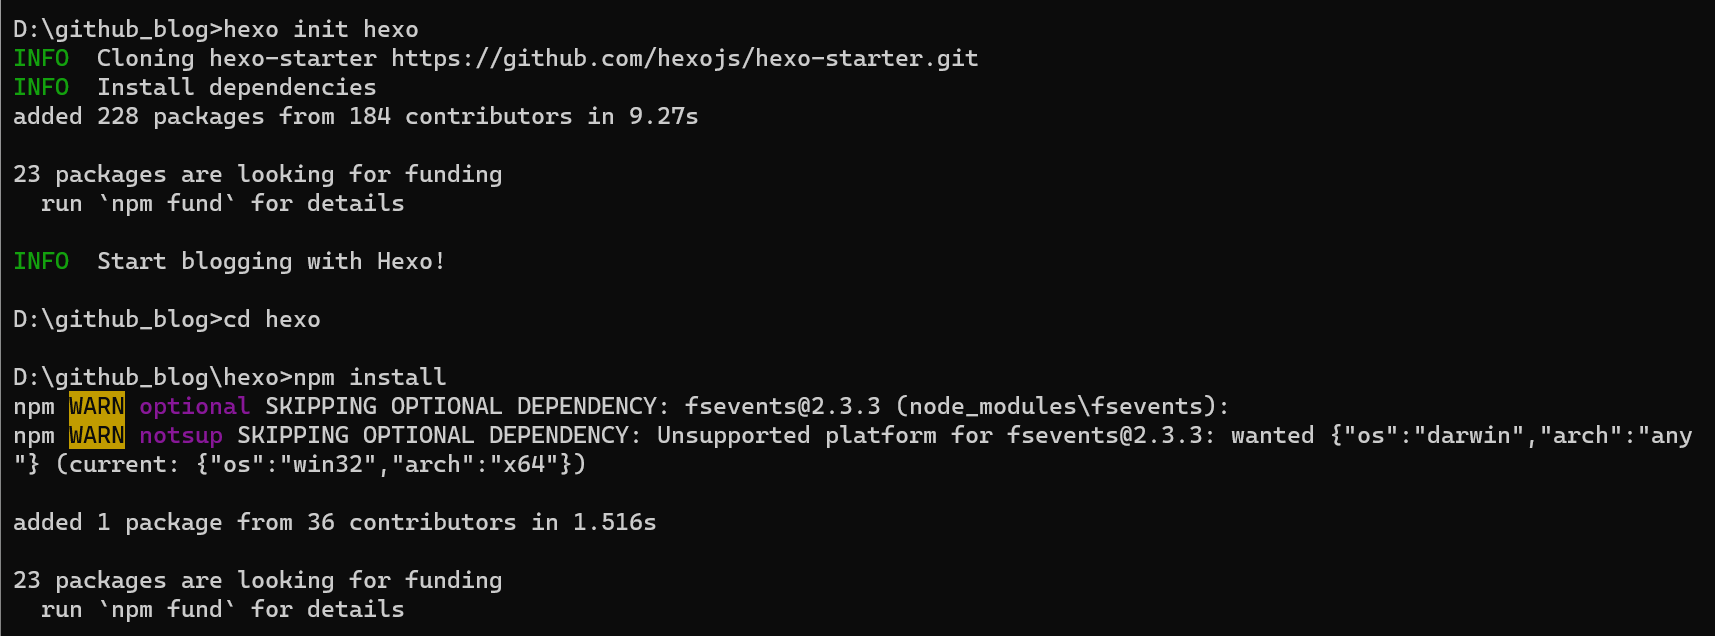 D:\github_blog>hexo init hexo
INFO  Cloning hexo-starter https://github.com/hexojs/hexo-starter.git
INFO  Install dependencies
added 228 packages from 184 contributors in 9.27s
23 packages are looking for funding
  run `npm fund` for details
INFO  Start blogging with Hexo!
D:\github_blog>cd hexo
D:\github_blog\hexo>npm install
npm WARN optional SKIPPING OPTIONAL DEPENDENCY: fsevents@2.3.3 (node_modules\fsevents):
npm WARN notsup SKIPPING OPTIONAL DEPENDENCY: Unsupported platform for fsevents@2.3.3: wanted {"os":"darwin","arch":"any
"} (current: {"os":"win32","arch":"x64"})
added 1 package from 36 contributors in 1.516s
23 packages are looking for funding
  run `npm fund` for details